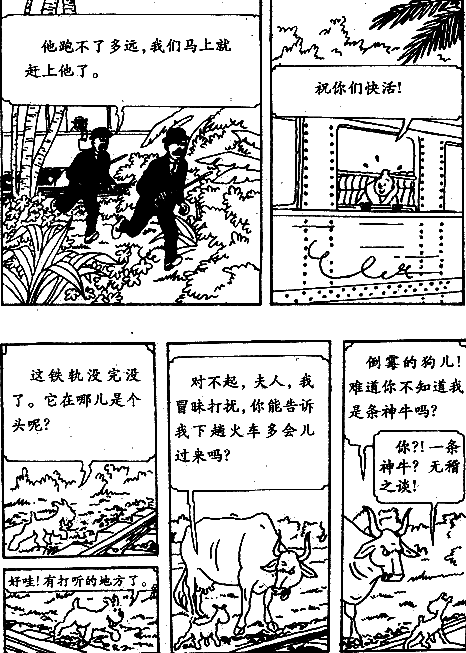 他跑不了多远，我们马上就
赶上他了。
祝你们快活！
这铁轨没完没
了。它在哪儿是个
头呢？
好哇！有打听的地方了。
对不起，夫人，我
冒昧打扰，你能告诉
我下趟火车多会儿
过来吗？
倒霉的狗儿！
难道你不知道我
是条神牛吗？
你？！一条
神牛？无稽
之谈！